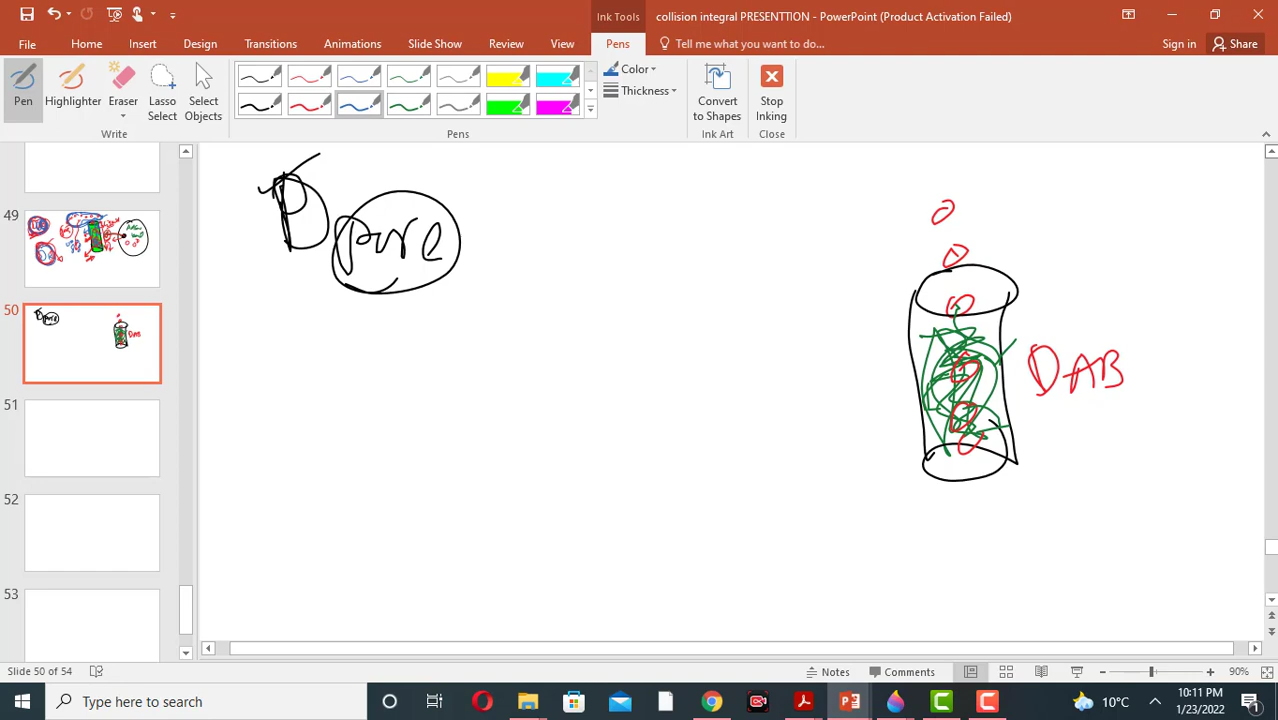 collision integral PRESENTTION - PowerPoint (Product Activation Failed)
Ink Tools
File
Home
Insert
Design
Transitions
Animations
Slide Show
Review
View
Pens
Tell me what you want to do...
Sign in
Share
Pen
Highlighter
Eraser
Lasso Select
Select Objects
Color
Thickness
Convert to Shapes
Stop Inking
Write
Pens
Ink Art
Close
49
50
51
52
53
D pure
DAB
DAB
Slide 50 of 54
Notes
Comments
90%
Type here to search
10°C
10:11 PM
1/23/2022
1